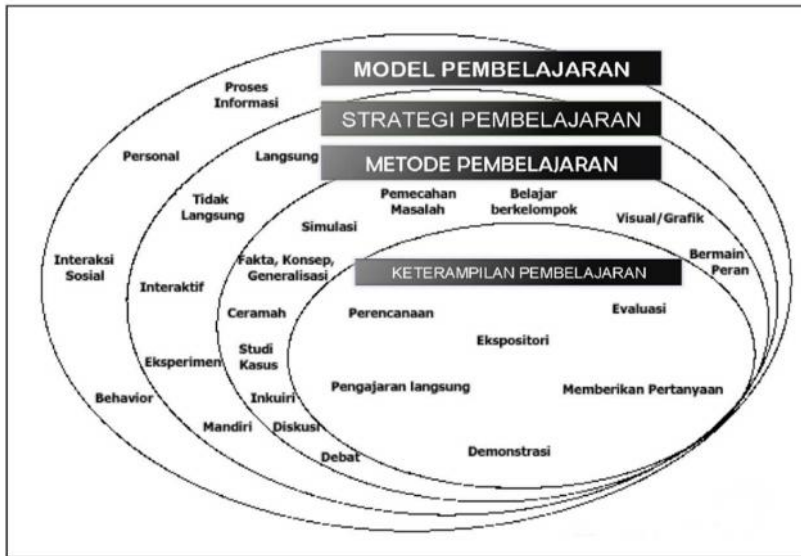 MODEL PEMBELAJARAN
Proses
Informasi
STRATEGI PEMBELAJARAN
Personal
Langsung
METODE PEMBELAJARAN
Tidak
Langsung
Pemecahan
Masalah
Belajar
berkelompok
Simulasi
Visual/Grafik
Interaksi
Sosial
Fakta, Konsep,
Generalisasi
Bermain
Peran
KETERAMPILAN PEMBELAJARAN
Interaktif
Ceramah
Perencanaan
Evaluasi
Ekspositori
Eksperimen
Studi
Kasus
Pengajaran langsung
Memberikan Pertanyaan
Behavior
Inkuiri
Mandiri
Diskusi
Debat
Demonstrasi